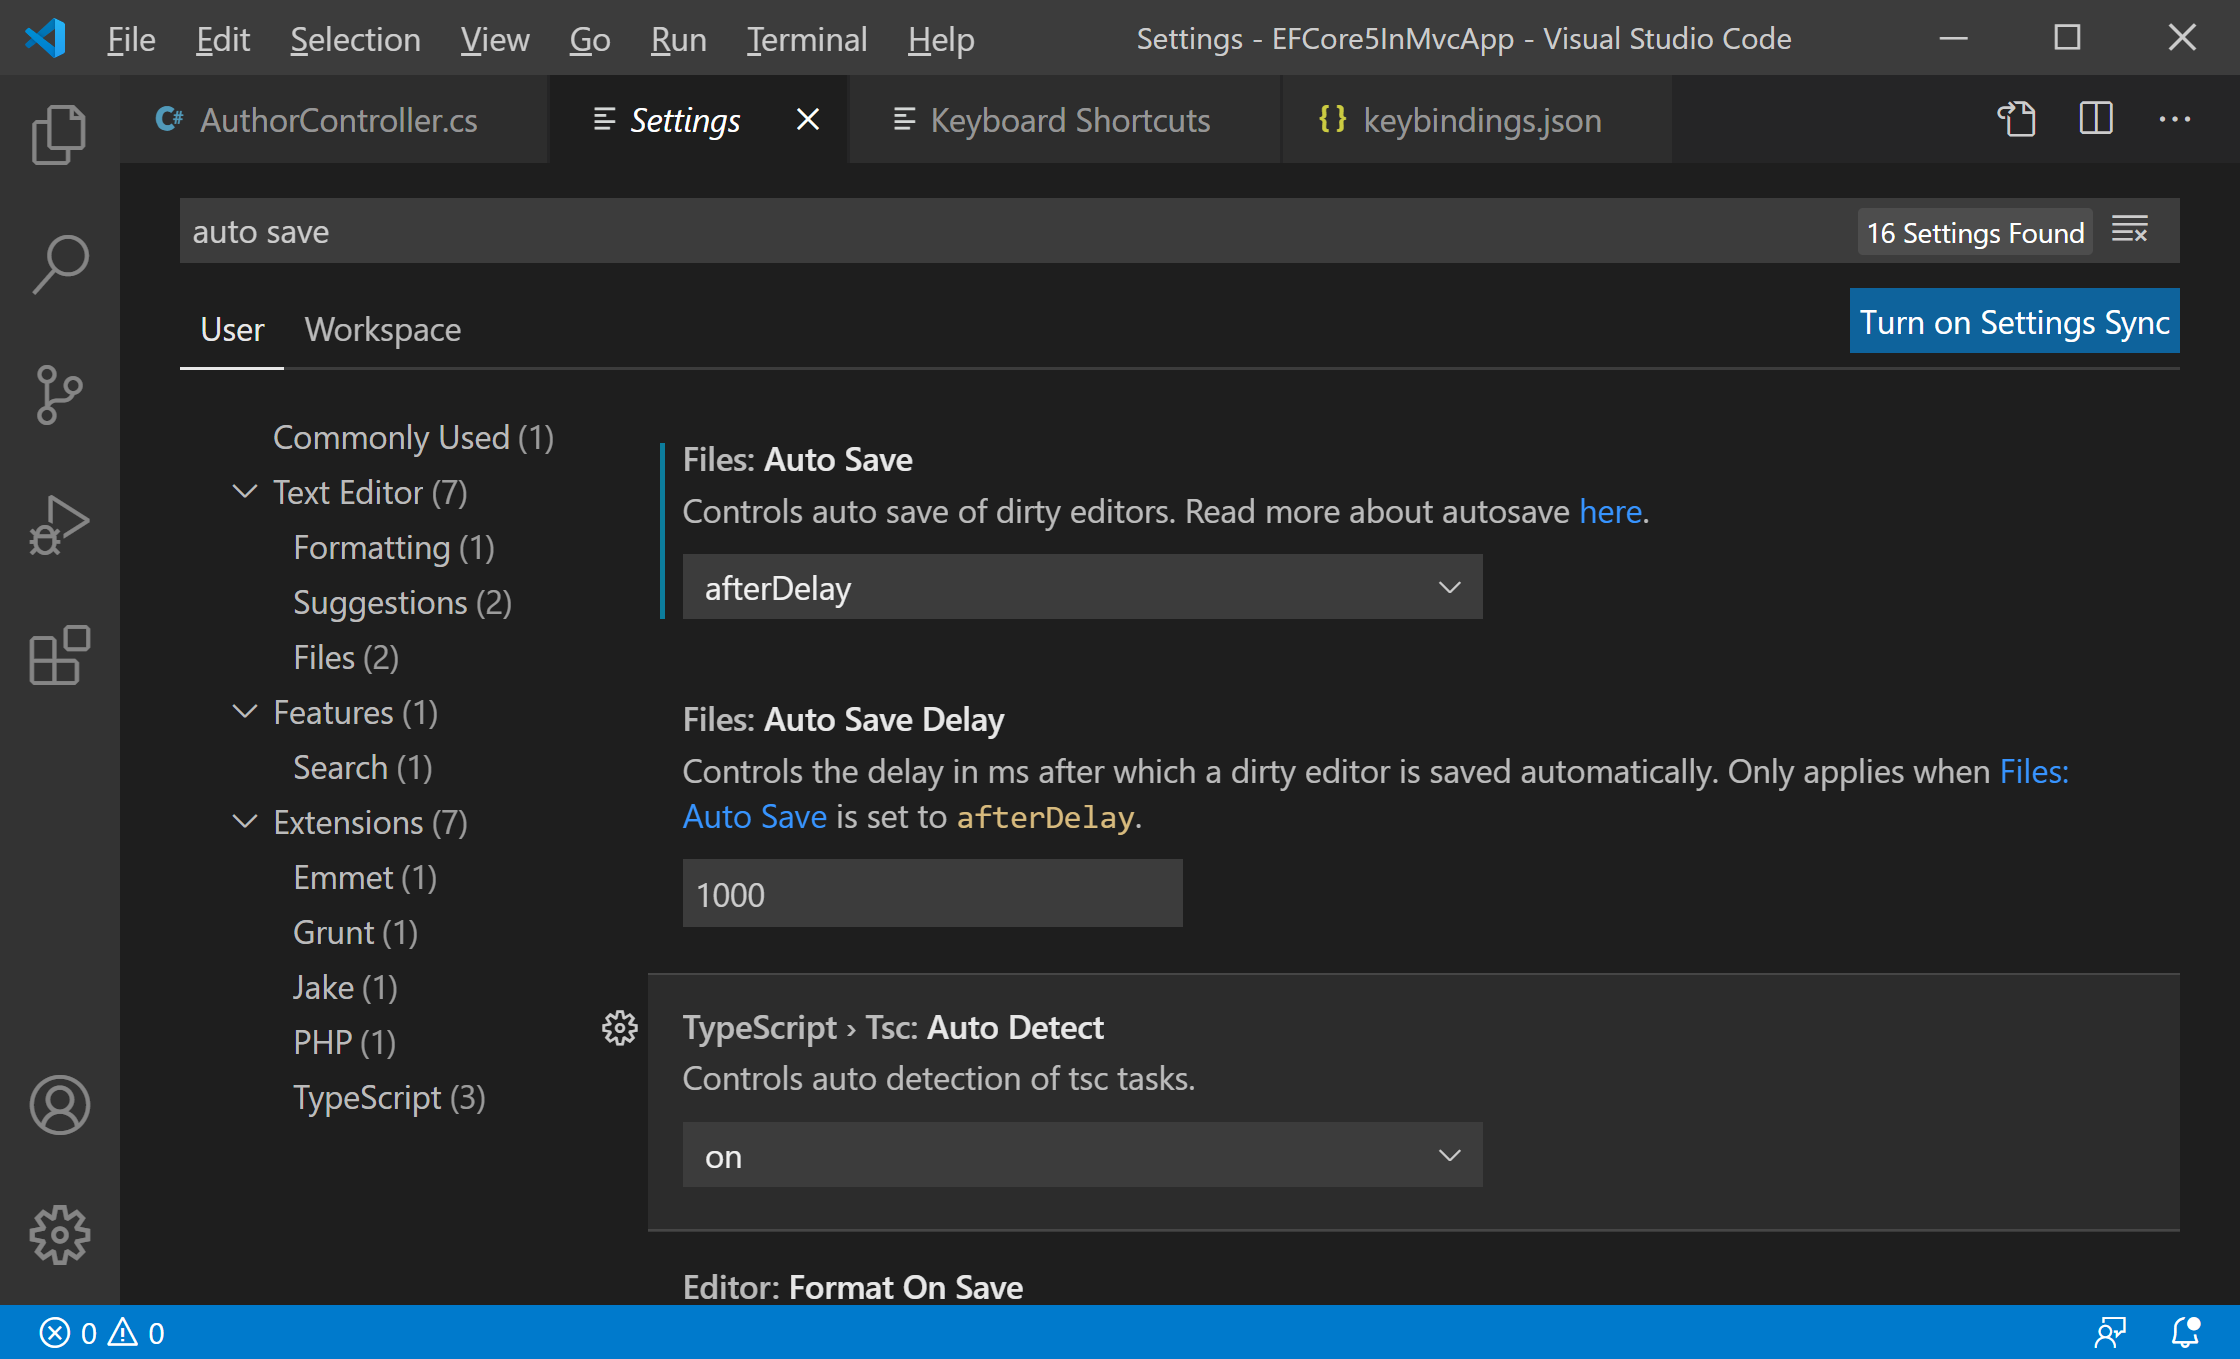 File Edit Selection View Go Run Terminal Help Settings - EFCore5InMvcApp - Visual Studio Code
C# AuthorController.cs Settings Keyboard Shortcuts {} keybindings.json
auto save 16 Settings Found
User Workspace Turn on Settings Sync
Commonly Used (1)
Text Editor (7)
Formatting (1)
Suggestions (2)
Files (2)
Features (1)
Search (1)
Extensions (7)
Emmet (1)
Grunt (1)
Jake (1)
PHP (1)
TypeScript (3)
Files: Auto Save
Controls auto save of dirty editors. Read more about autosave here.
afterDelay
Files: Auto Save Delay
Controls the delay in ms after which a dirty editor is saved automatically. Only applies when Files:
Auto Save is set to afterDelay.
1000
TypeScript › Tsc: Auto Detect
Controls auto detection of tsc tasks.
on
Editor: Format On Save
0 0